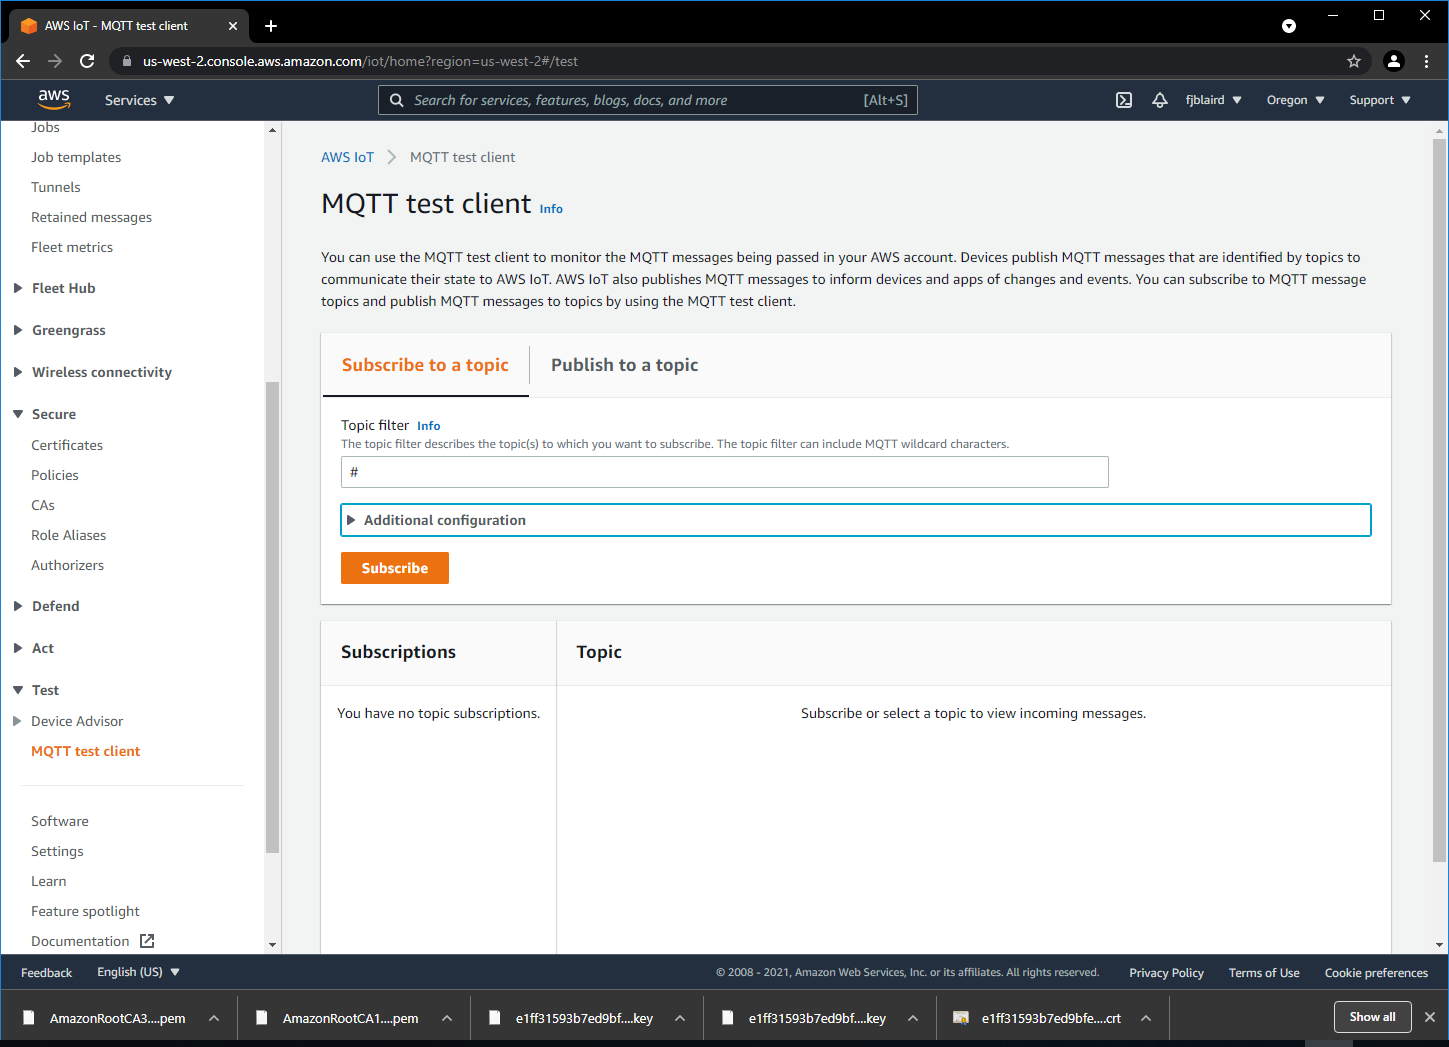 AWS IoT - MQTT test client
us-west-2.console.aws.amazon.com/iot/home?region=us-west-2#/test
aws
Services
Search for services, features, blogs, docs, and more
[Alt+S]
fjblaird
Oregon
Support
Jobs
Job templates
Tunnels
Retained messages
Fleet metrics
Fleet Hub
Greengrass
Wireless connectivity
Secure
Certificates
Policies
CAs
Role Aliases
Authorizers
Defend
Act
Test
Device Advisor
MQTT test client
Software
Settings
Learn
Feature spotlight
Documentation
AWS IoT
MQTT test client
MQTT test client Info
You can use the MQTT test client to monitor the MQTT messages being passed in your AWS account. Devices publish MQTT messages that are identified by topics to
communicate their state to AWS IoT. AWS IoT also publishes MQTT messages to inform devices and apps of changes and events. You can subscribe to MQTT message
topics and publish MQTT messages to topics by using the MQTT test client.
Subscribe to a topic
Publish to a topic
Topic filter Info
The topic filter describes the topic(s) to which you want to subscribe. The topic filter can include MQTT wildcard characters.
#
Additional configuration
Subscribe
Subscriptions
Topic
You have no topic subscriptions.
Subscribe or select a topic to view incoming messages.
Feedback
English (US)
© 2008 - 2021, Amazon Web Services, Inc. or its affiliates. All rights reserved.
Privacy Policy
Terms of Use
Cookie preferences
AmazonRootCA3....pem
AmazonRootCA1....pem
e1ff31593b7ed9bf....key
e1ff31593b7ed9bf....key
e1ff31593b7ed9bfe....crt
Show all